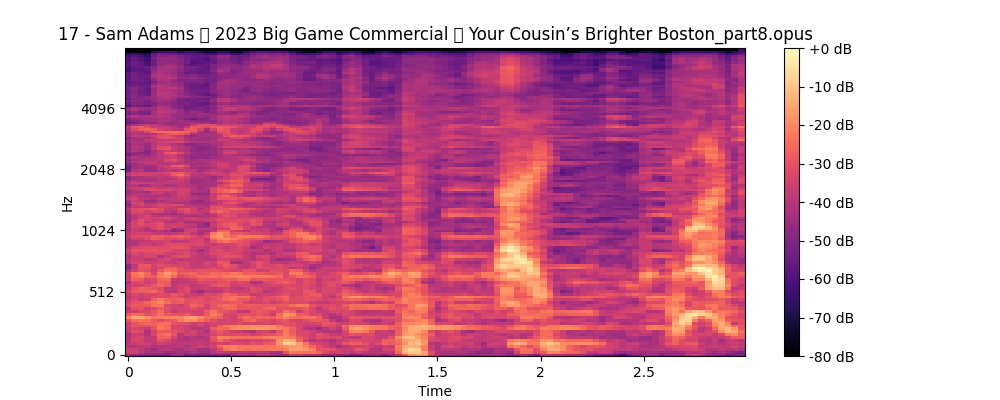 17 - Sam Adams ▯ 2023 Big Game Commercial ▯ Your Cousin’s Brighter Boston_part8.opus
+0 dB
-10 dB
-20 dB
-30 dB
-40 dB
-50 dB
-60 dB
-70 dB
-80 dB
4096
2048
1024
512
0
Hz
0
0.5
1
1.5
2
2.5
Time